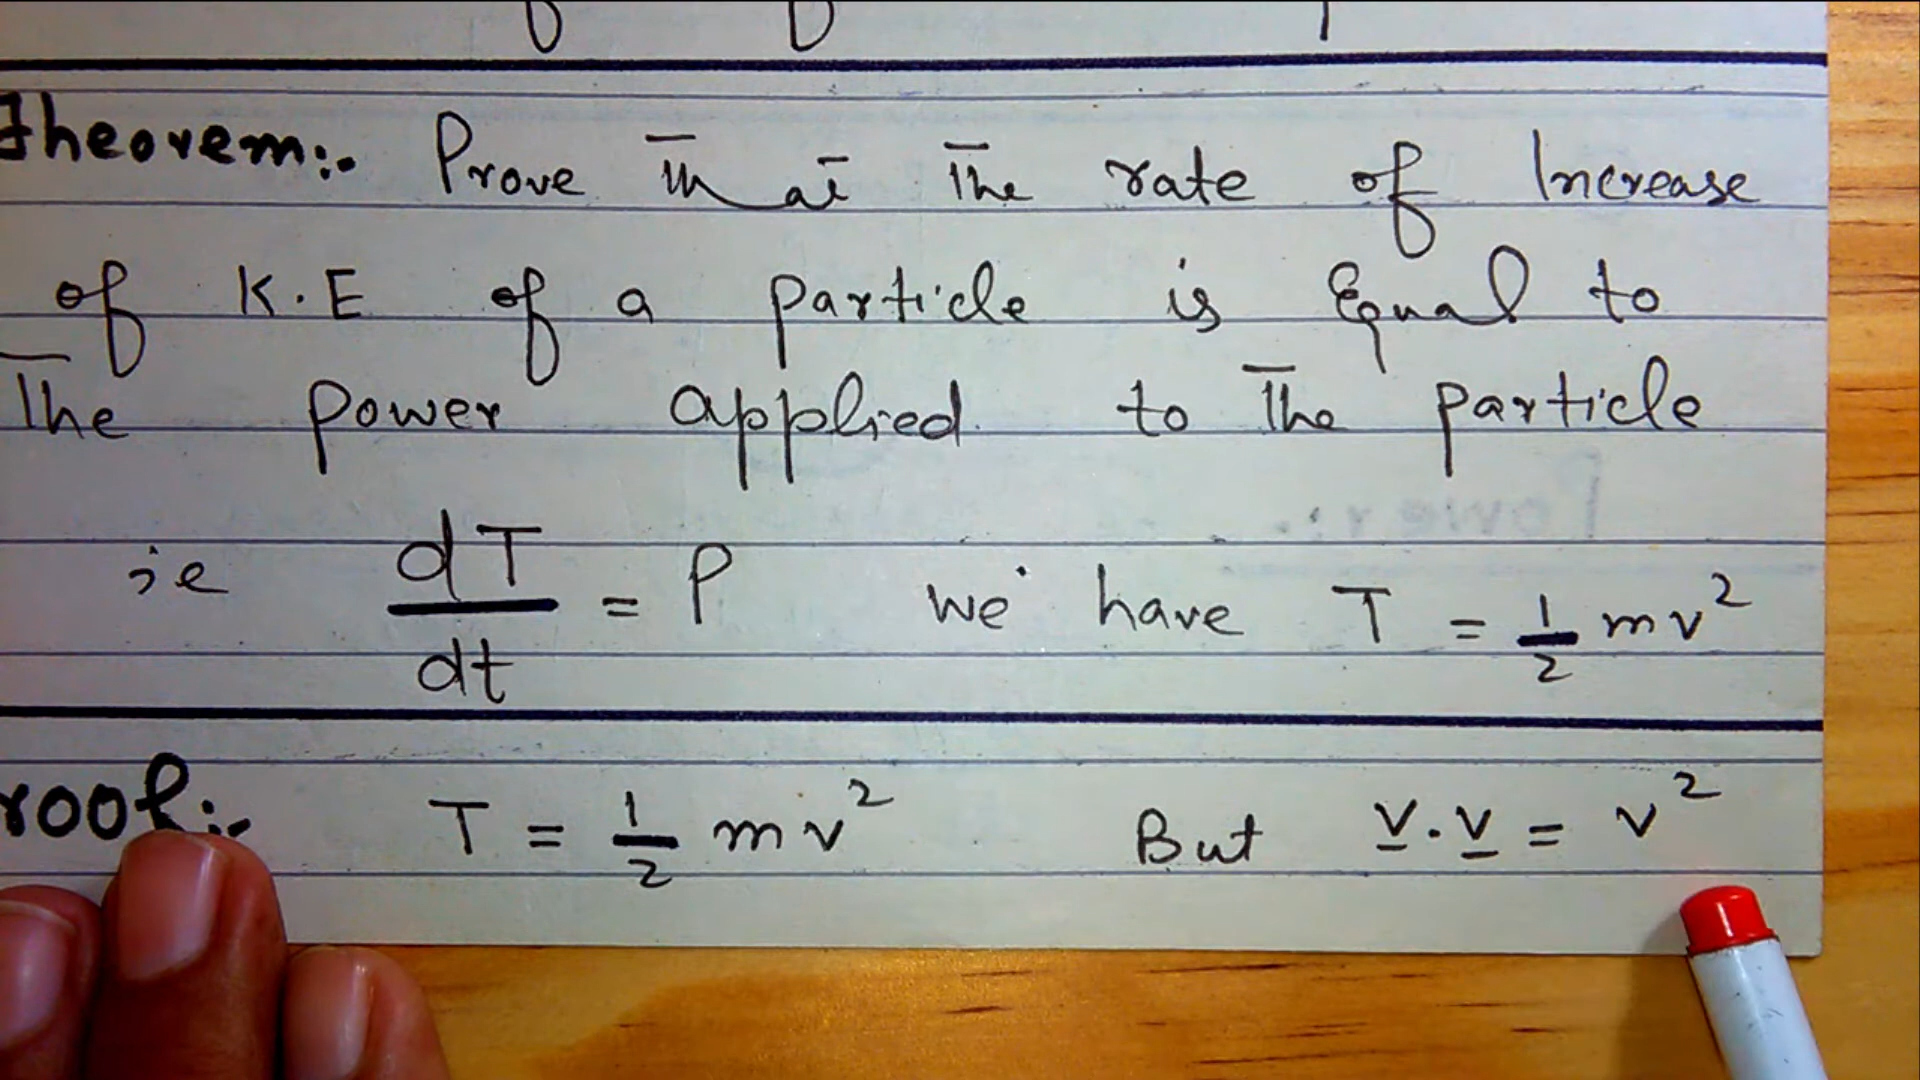 Theorem:- Prove that the rate of Increase
of K.E of a particle is Equal to
The power applied to The particle
ie dT/dt = P we have T = 1/2 mv²
roof:- T = 1/2 mv² But v.v = v²